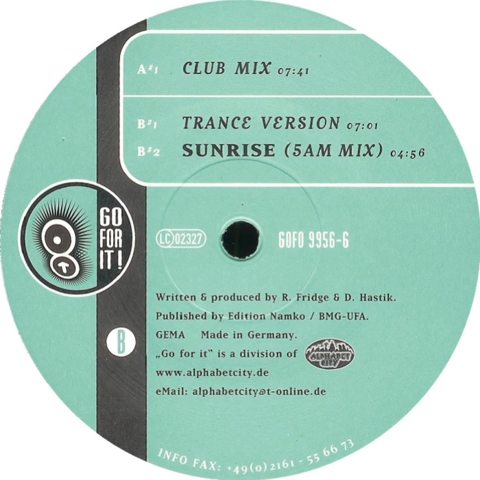 A#1 CLUB MIX 07:41
B#1 TRANCE VERSION 07:01
B#2 SUNRISE (5AM MIX) 04:56
GO
FOR
IT!
LC 02327 GOFO 9956-6
B
Written & produced by R. Fridge & D. Hastik.
Published by Edition Namko / BMG-UFA.
GEMA Made in Germany.
„Go for it" is a division of ALPHABET CITY
www.alphabetcity.de
eMail: alphabetcity@t-online.de
INFO FAX: +49(0)2161 - 55 66 73